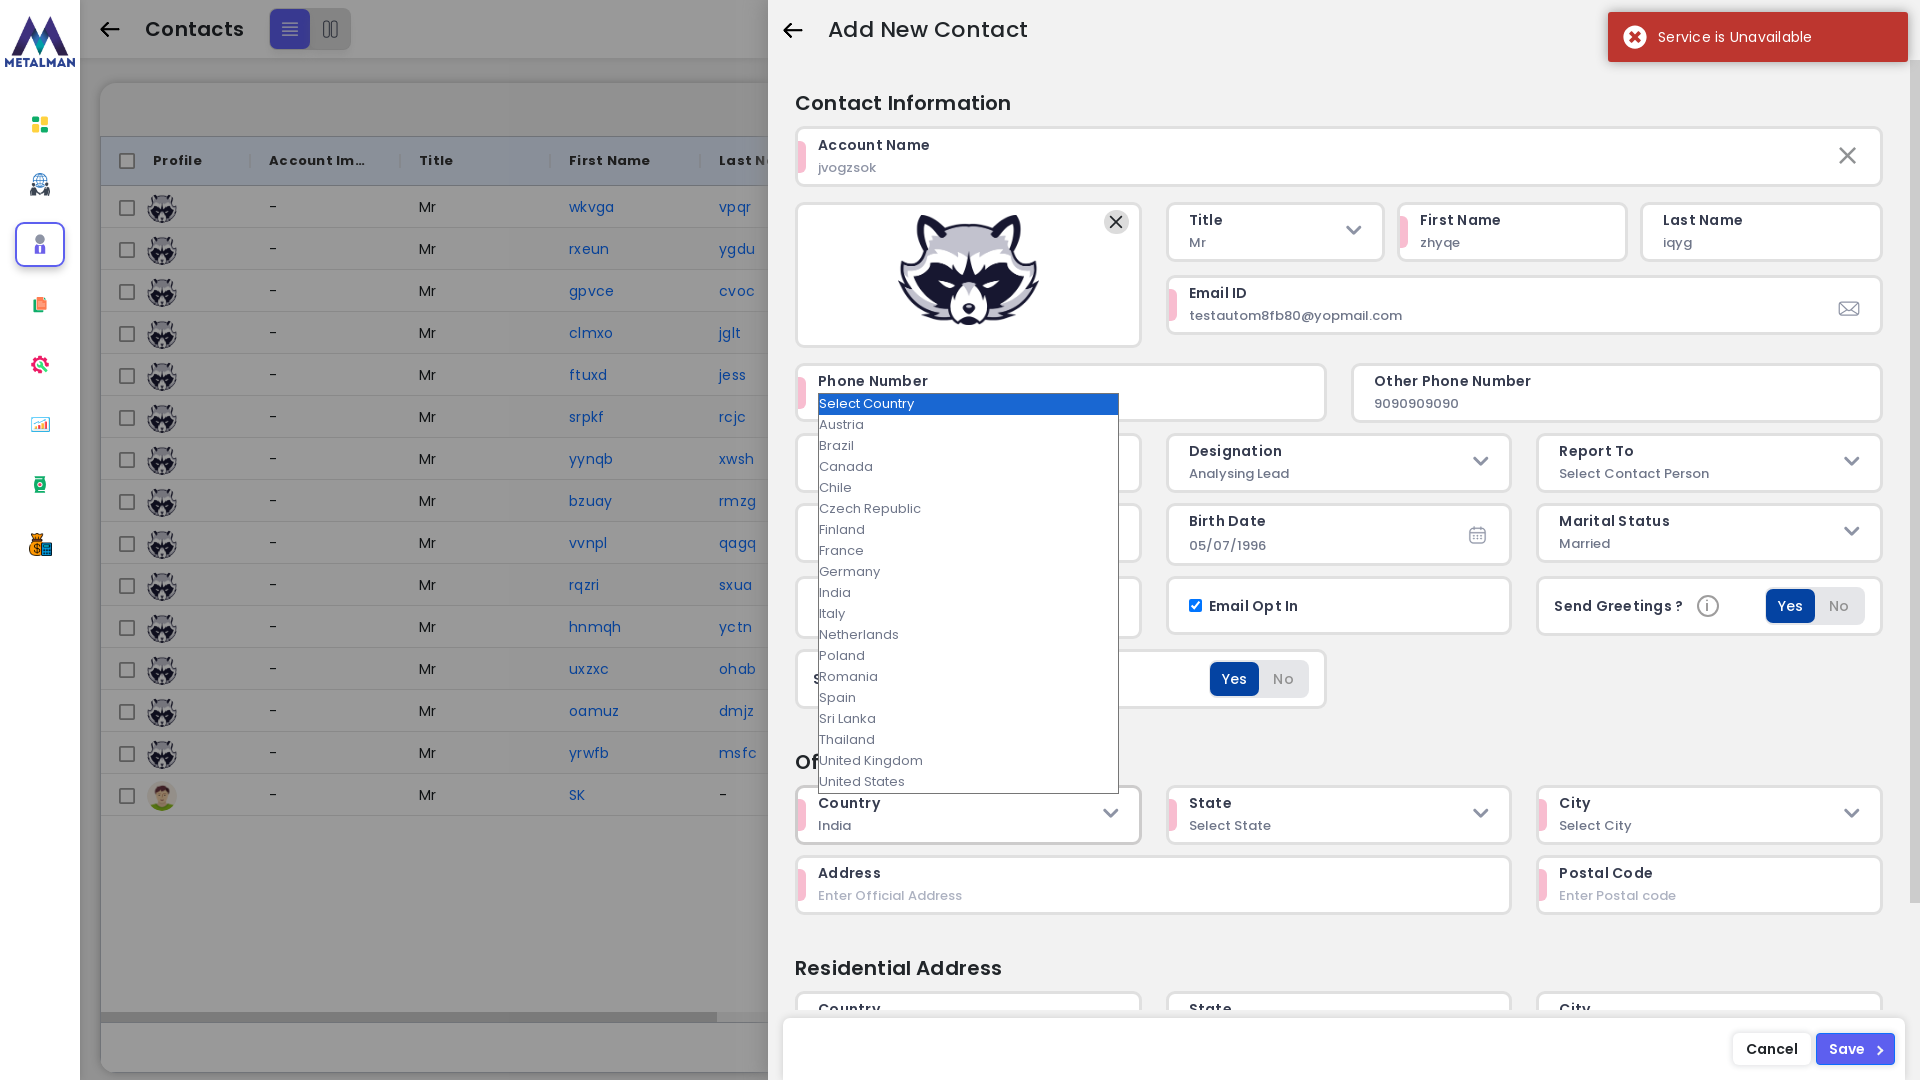 METALMAN
Contacts
Profile
Account Im...
Title
First Name
- Mr wkvga vpqr
- Mr rxeun ygdu
- Mr gpvce cvoc
- Mr clmxo jglt
- Mr ftuxd jess
- Mr srpkf rcjc
- Mr yynqb xwsh
- Mr bzuay rmzg
- Mr vvnpl qagq
- Mr rqzri sxua
- Mr hnmqh yctn
- Mr uxzxc ohab
- Mr oamuz dmjz
- Mr yrwfb msfc
- Mr SK -
Add New Contact
Service is Unavailable
Contact Information
Account Name
jvogzsok
Title
Mr
First Name
zhyqe
Last Name
iqyg
Email ID
testautom8fb80@yopmail.com
Phone Number
Other Phone Number
9090909090
Select Country
Austria
Brazil
Canada
Chile
Czech Republic
Finland
France
Germany
India
Italy
Netherlands
Poland
Romania
Spain
Sri Lanka
Thailand
United Kingdom
United States
Designation
Analysing Lead
Report To
Select Contact Person
Birth Date
05/07/1996
Marital Status
Married
Email Opt In
Send Greetings ?
Yes
No
Yes
No
Country
India
State
Select State
City
Select City
Address
Enter Official Address
Postal Code
Enter Postal code
Residential Address
Country
State
City
Cancel
Save